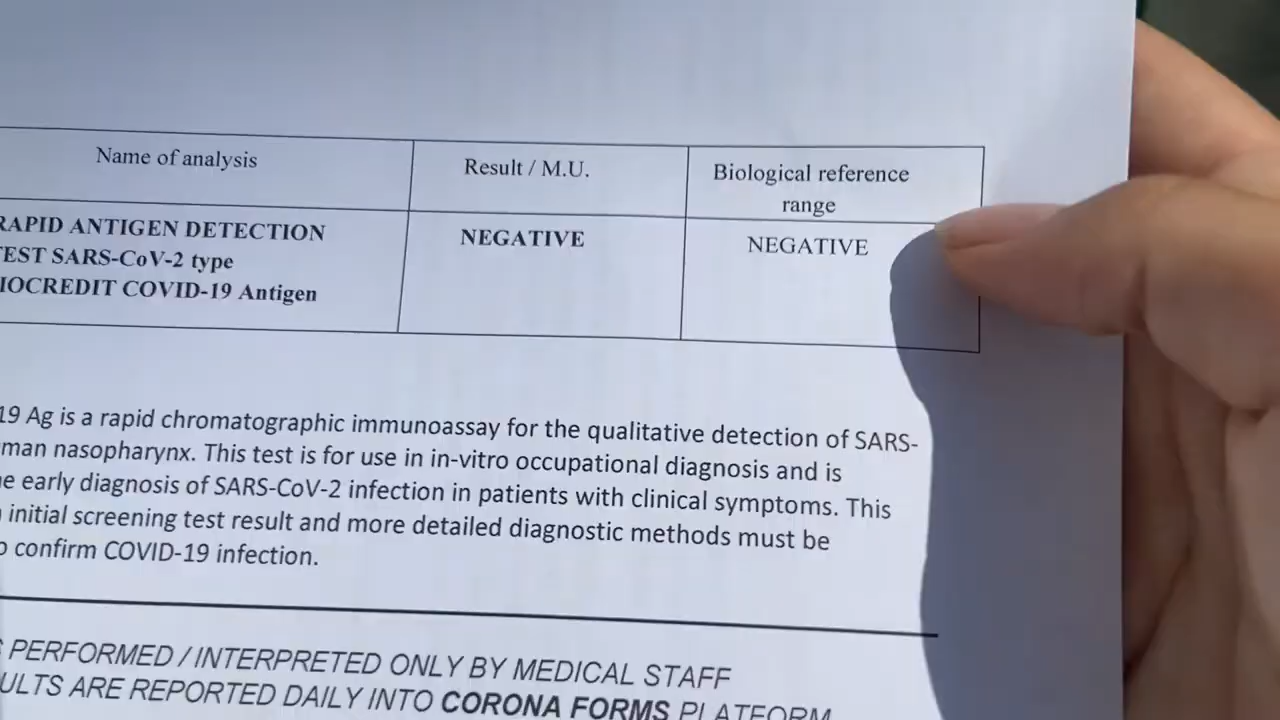 Name of analysis
Result / M.U.
Biological reference
range
RAPID ANTIGEN DETECTION
TEST SARS-CoV-2 type
IOCREDIT COVID-19 Antigen
NEGATIVE
NEGATIVE
19 Ag is a rapid chromatographic immunoassay for the qualitative detection of SARS-
man nasopharynx. This test is for use in in-vitro occupational diagnosis and is
e early diagnosis of SARS-CoV-2 infection in patients with clinical symptoms. This
initial screening test result and more detailed diagnostic methods must be
o confirm COVID-19 infection.
PERFORMED / INTERPRETED ONLY BY MEDICAL STAFF
ULTS ARE REPORTED DAILY INTO CORONA FORMS PLATFORM